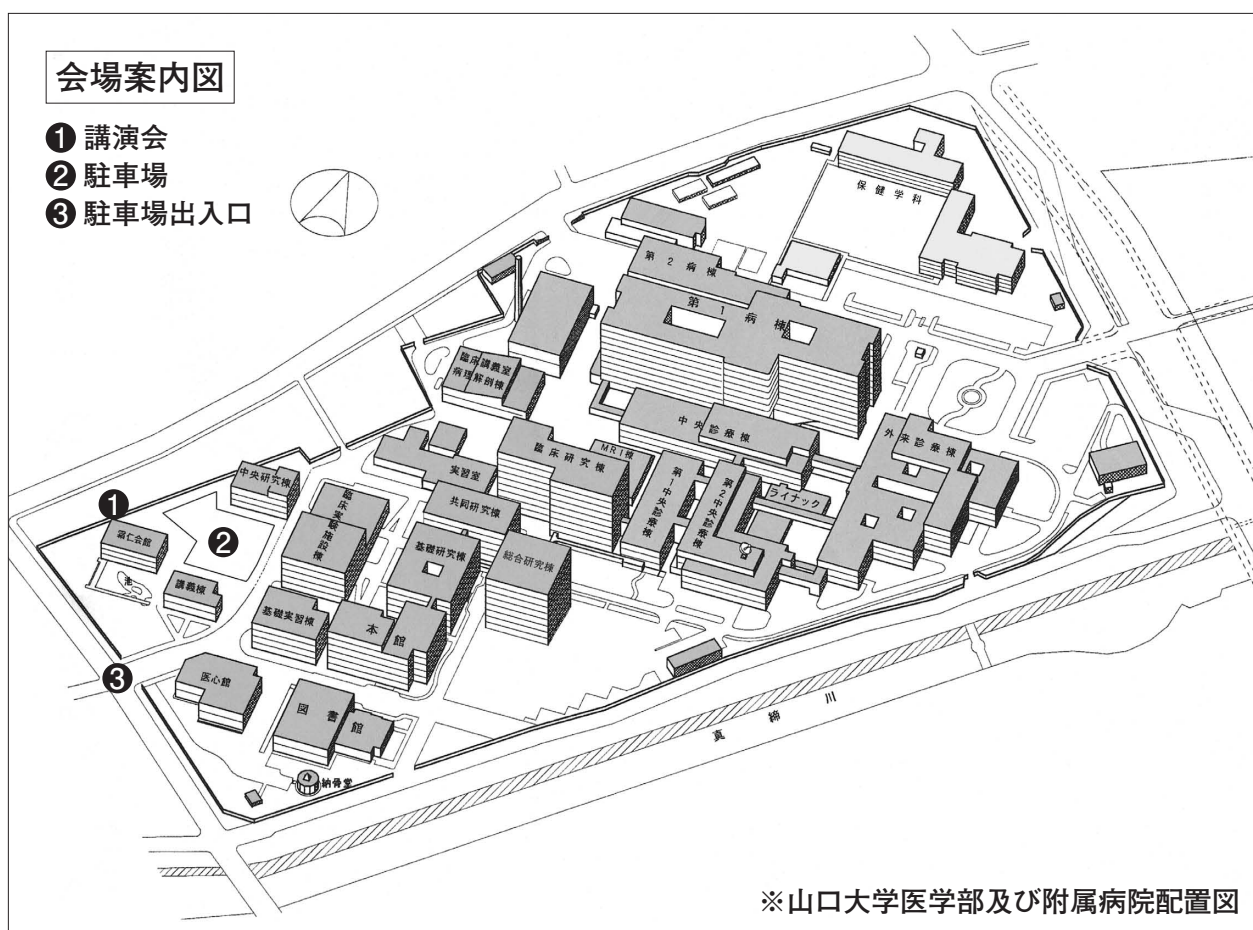 会場案内図
❶ 講演会
❷ 駐車場
❸ 駐車場出入口
保健学科
第2病棟
第1病棟
臨床講義室
病理解剖棟
中央診療棟
外来診療棟
MRI棟
臨床研究棟
実習室
中央研究棟
共同研究棟
第1中央診療棟
第2中央診療棟
ライナック
❶
霜仁会館
❷
臨床実験施設棟
基礎研究棟
総合研究棟
池
講義棟
基礎実習棟
本館
❸
医心館
図書館
納骨堂
真締川
※山口大学医学部及び附属病院配置図